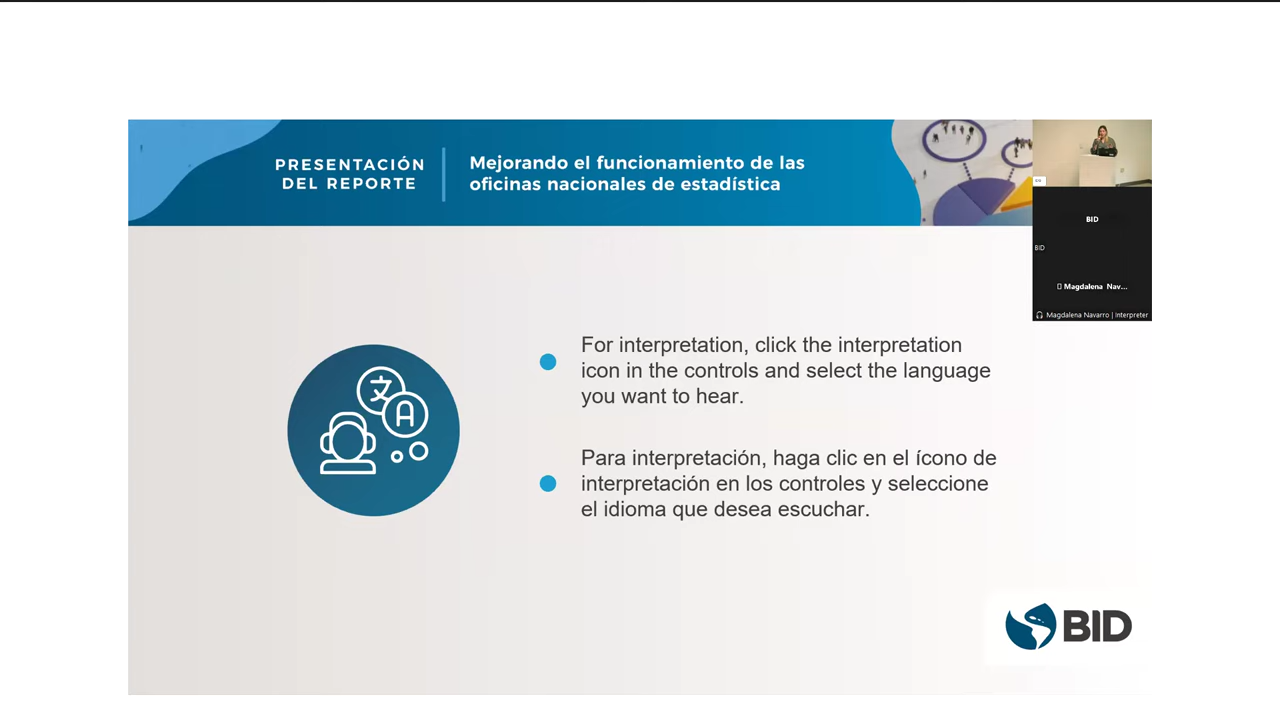 PRESENTACIÓN
DEL REPORTE
Mejorando el funcionamiento de las
oficinas nacionales de estadística
BID
BID
Magdalena Nav...
Magdalena Navarro | Interpreter
For interpretation, click the interpretation
icon in the controls and select the language
you want to hear.
Para interpretación, haga clic en el ícono de
interpretación en los controles y seleccione
el idioma que desea escuchar.
文
A
BID